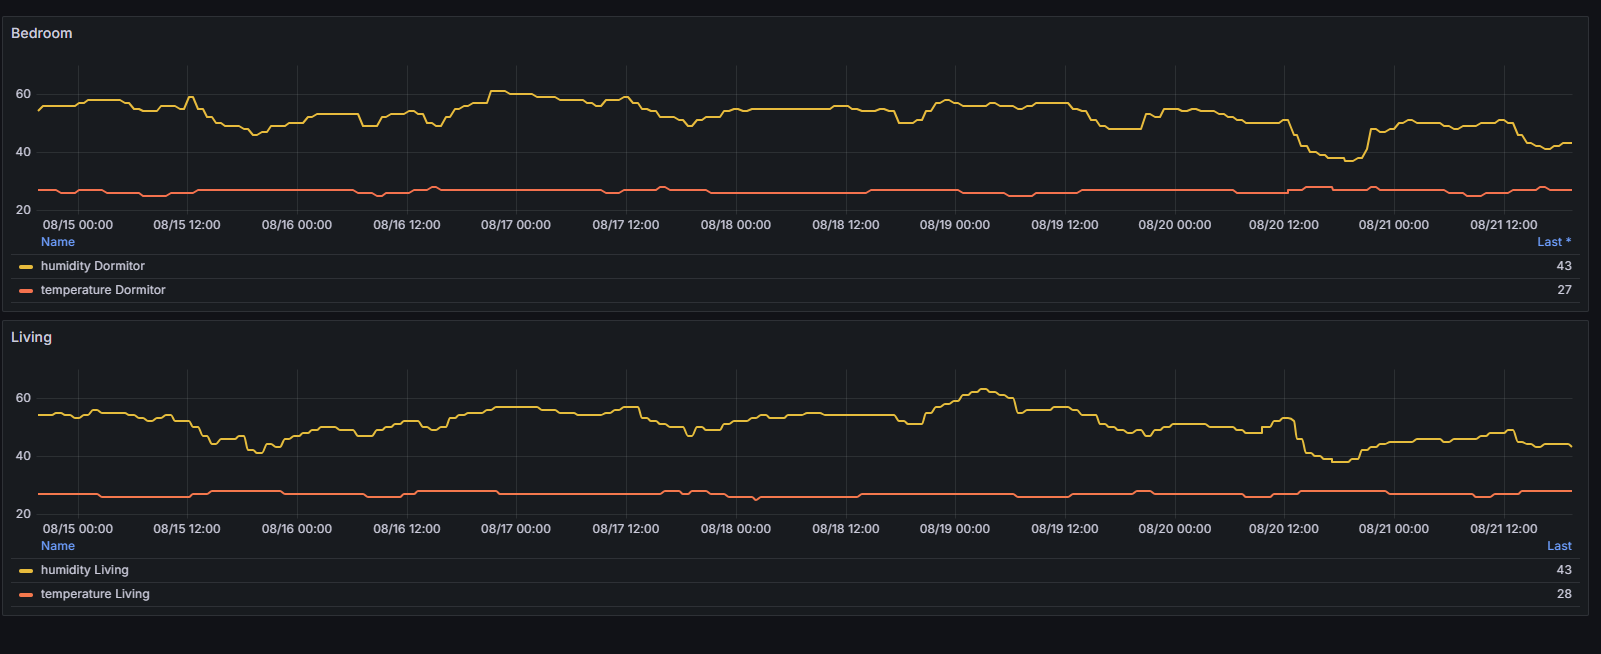 Bedroom
60
40
20
08/15 00:00 08/15 12:00 08/16 00:00 08/16 12:00 08/17 00:00 08/17 12:00 08/18 00:00 08/18 12:00 08/19 00:00 08/19 12:00 08/20 00:00 08/20 12:00 08/21 00:00 08/21 12:00
Name Last *
humidity Dormitor 43
temperature Dormitor 27
Living
60
40
20
08/15 00:00 08/15 12:00 08/16 00:00 08/16 12:00 08/17 00:00 08/17 12:00 08/18 00:00 08/18 12:00 08/19 00:00 08/19 12:00 08/20 00:00 08/20 12:00 08/21 00:00 08/21 12:00
Name Last
humidity Living 43
temperature Living 28